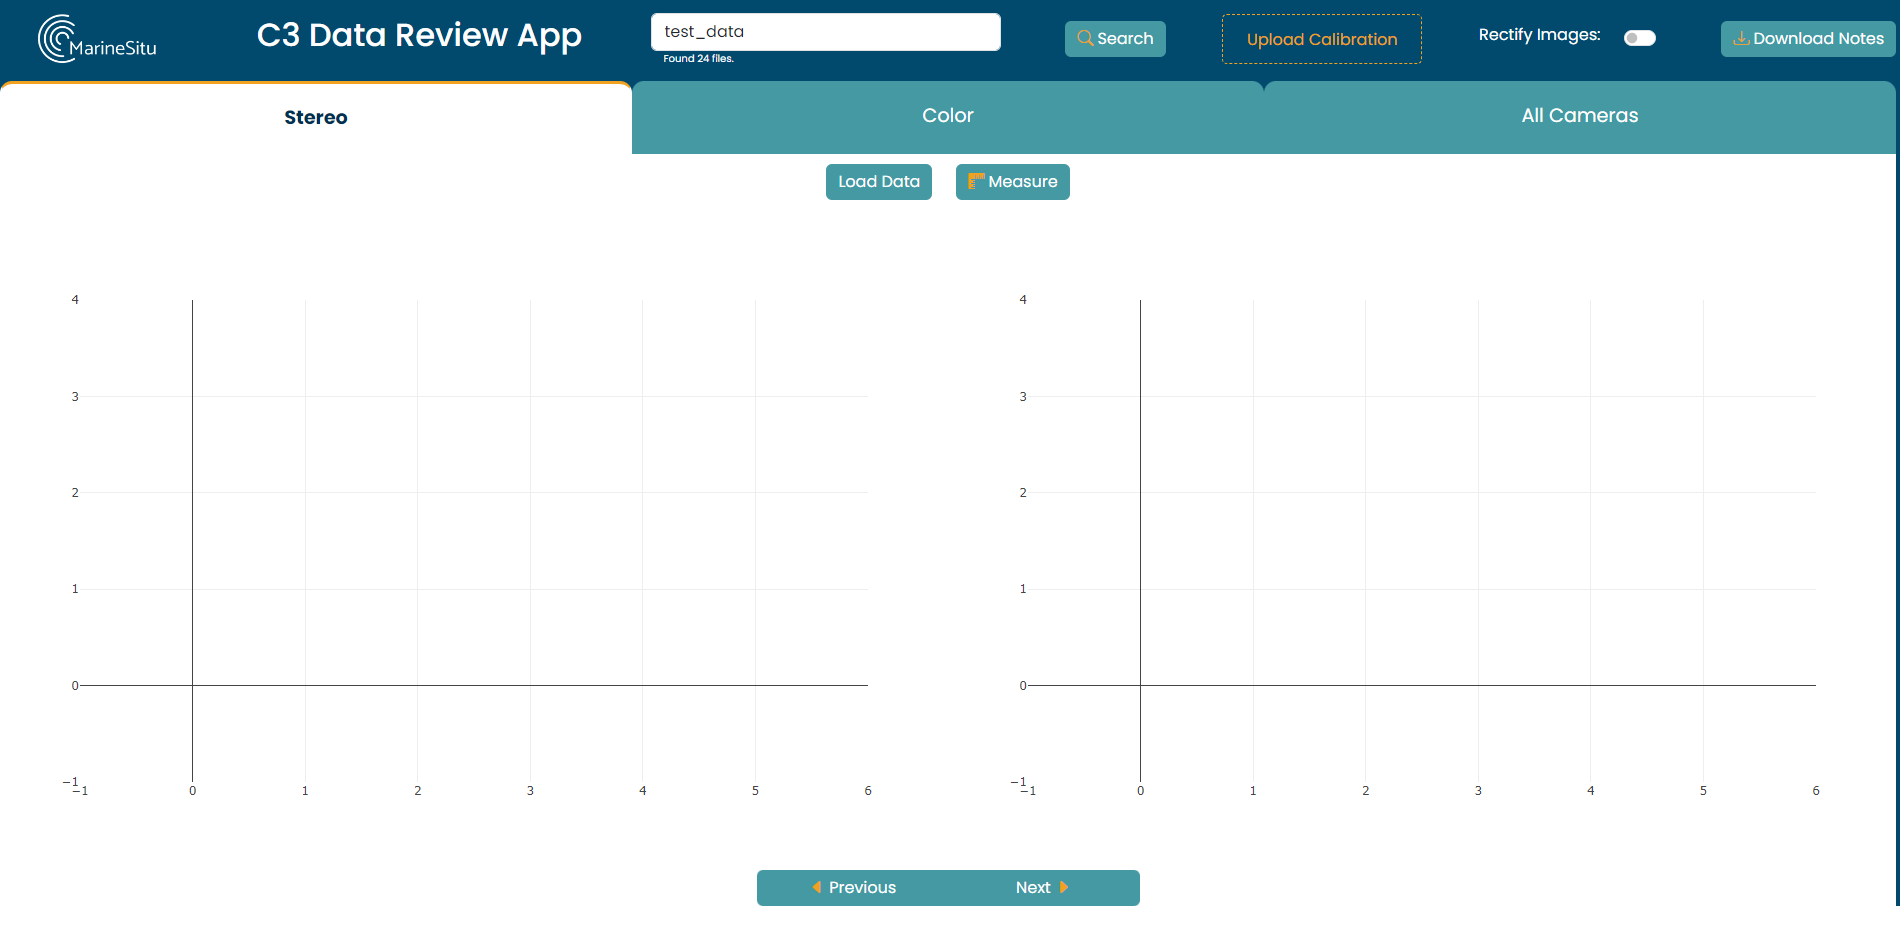 MarineSitu
C3 Data Review App
test_data
Found 24 files.
Search
Upload Calibration
Rectify Images:
Download Notes
Stereo
Color
All Cameras
Load Data
Measure
4
3
2
1
0
−1
−1 0 1 2 3 4 5 6
4
3
2
1
0
−1
−1 0 1 2 3 4 5 6
Previous
Next